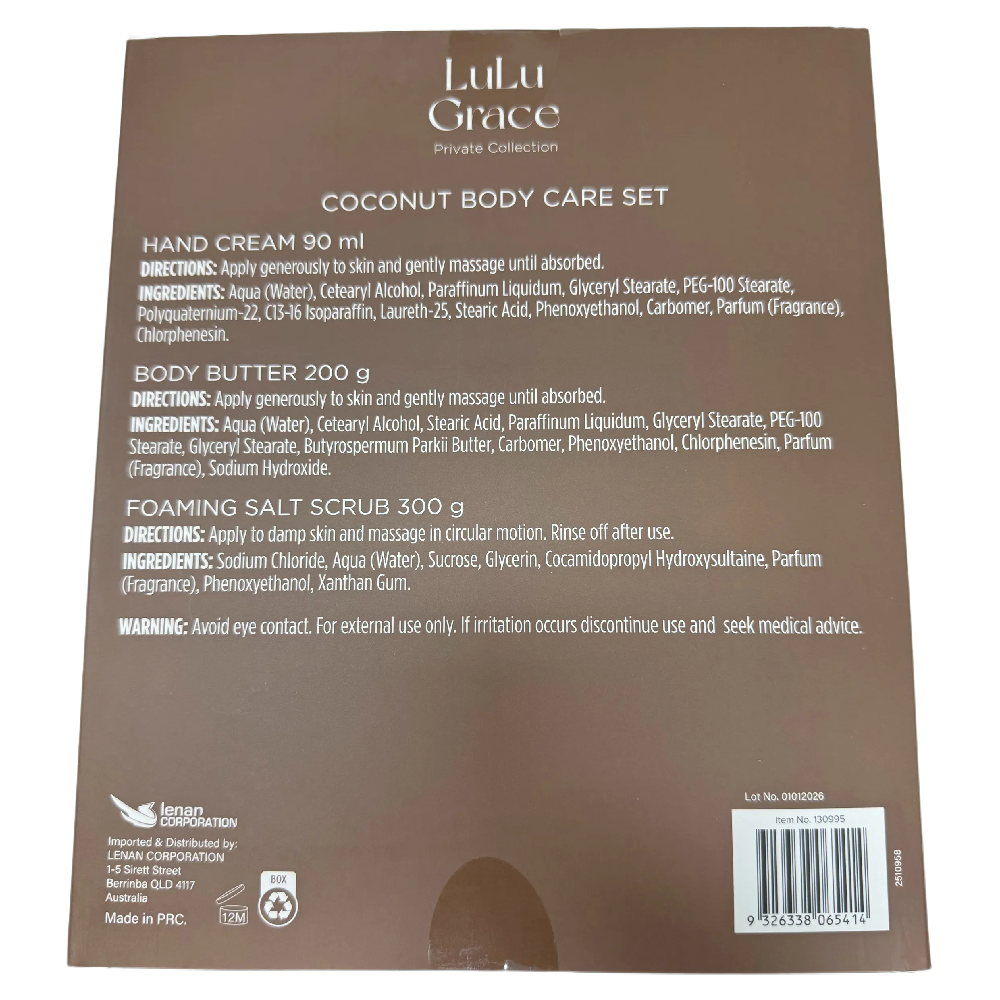 LuLu
Grace
Private Collection
COCONUT BODY CARE SET
HAND CREAM 90 ml
DIRECTIONS: Apply generously to skin and gently massage until absorbed.
INGREDIENTS: Aqua (Water), Cetearyl Alcohol, Paraffinum Liquidum, Glyceryl Stearate, PEG-100 Stearate,
Polyquaternium-22, C13-16 Isoparaffin, Laureth-25, Stearic Acid, Phenoxyethanol, Carbomer, Parfum (Fragrance),
Chlorphenesin.
BODY BUTTER 200 g
DIRECTIONS: Apply generously to skin and gently massage until absorbed.
INGREDIENTS: Aqua (Water), Cetearyl Alcohol, Stearic Acid, Paraffinum Liquidum, Glyceryl Stearate, PEG-100
Stearate, Glyceryl Stearate, Butyrospermum Parkii Butter, Carbomer, Phenoxyethanol, Chlorphenesin, Parfum
(Fragrance), Sodium Hydroxide.
FOAMING SALT SCRUB 300 g
DIRECTIONS: Apply to damp skin and massage in circular motion. Rinse off after use.
INGREDIENTS: Sodium Chloride, Aqua (Water), Sucrose, Glycerin, Cocamidopropyl Hydroxysultaine, Parfum
(Fragrance), Phenoxyethanol, Xanthan Gum.
WARNING: Avoid eye contact. For external use only. If irritation occurs discontinue use and seek medical advice.
lenan
CORPORATION
Imported & Distributed by:
LENAN CORPORATION
1-5 Sirett Street
Berrinba QLD 4117
Australia
Made in PRC.
12M
BOX
Lot No. 01012026
Item No. 130995
9 326338 065414
2510958